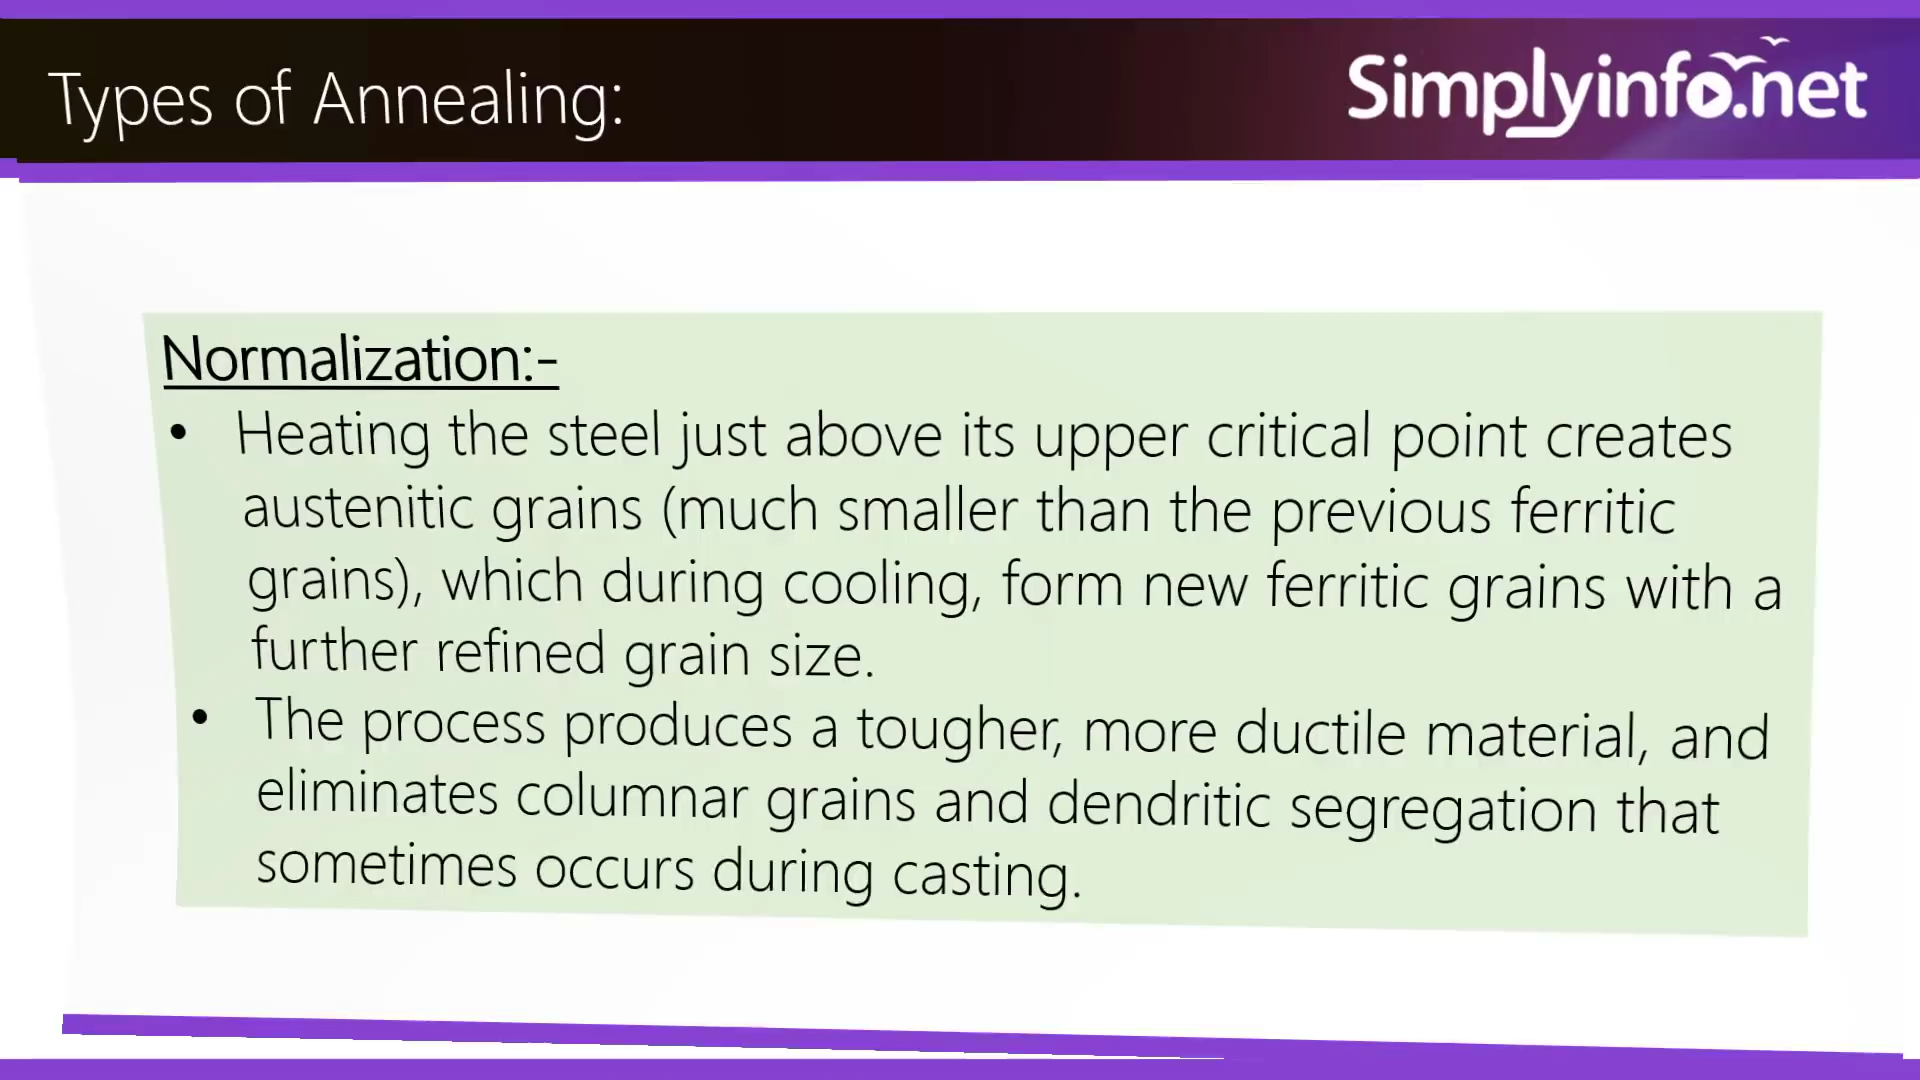 Types of Annealing:
Simplyinfo.net
Normalization:-
• Heating the steel just above its upper critical point creates
austenitic grains (much smaller than the previous ferritic
grains), which during cooling, form new ferritic grains with a
further refined grain size.
• The process produces a tougher, more ductile material, and
eliminates columnar grains and dendritic segregation that
sometimes occurs during casting.